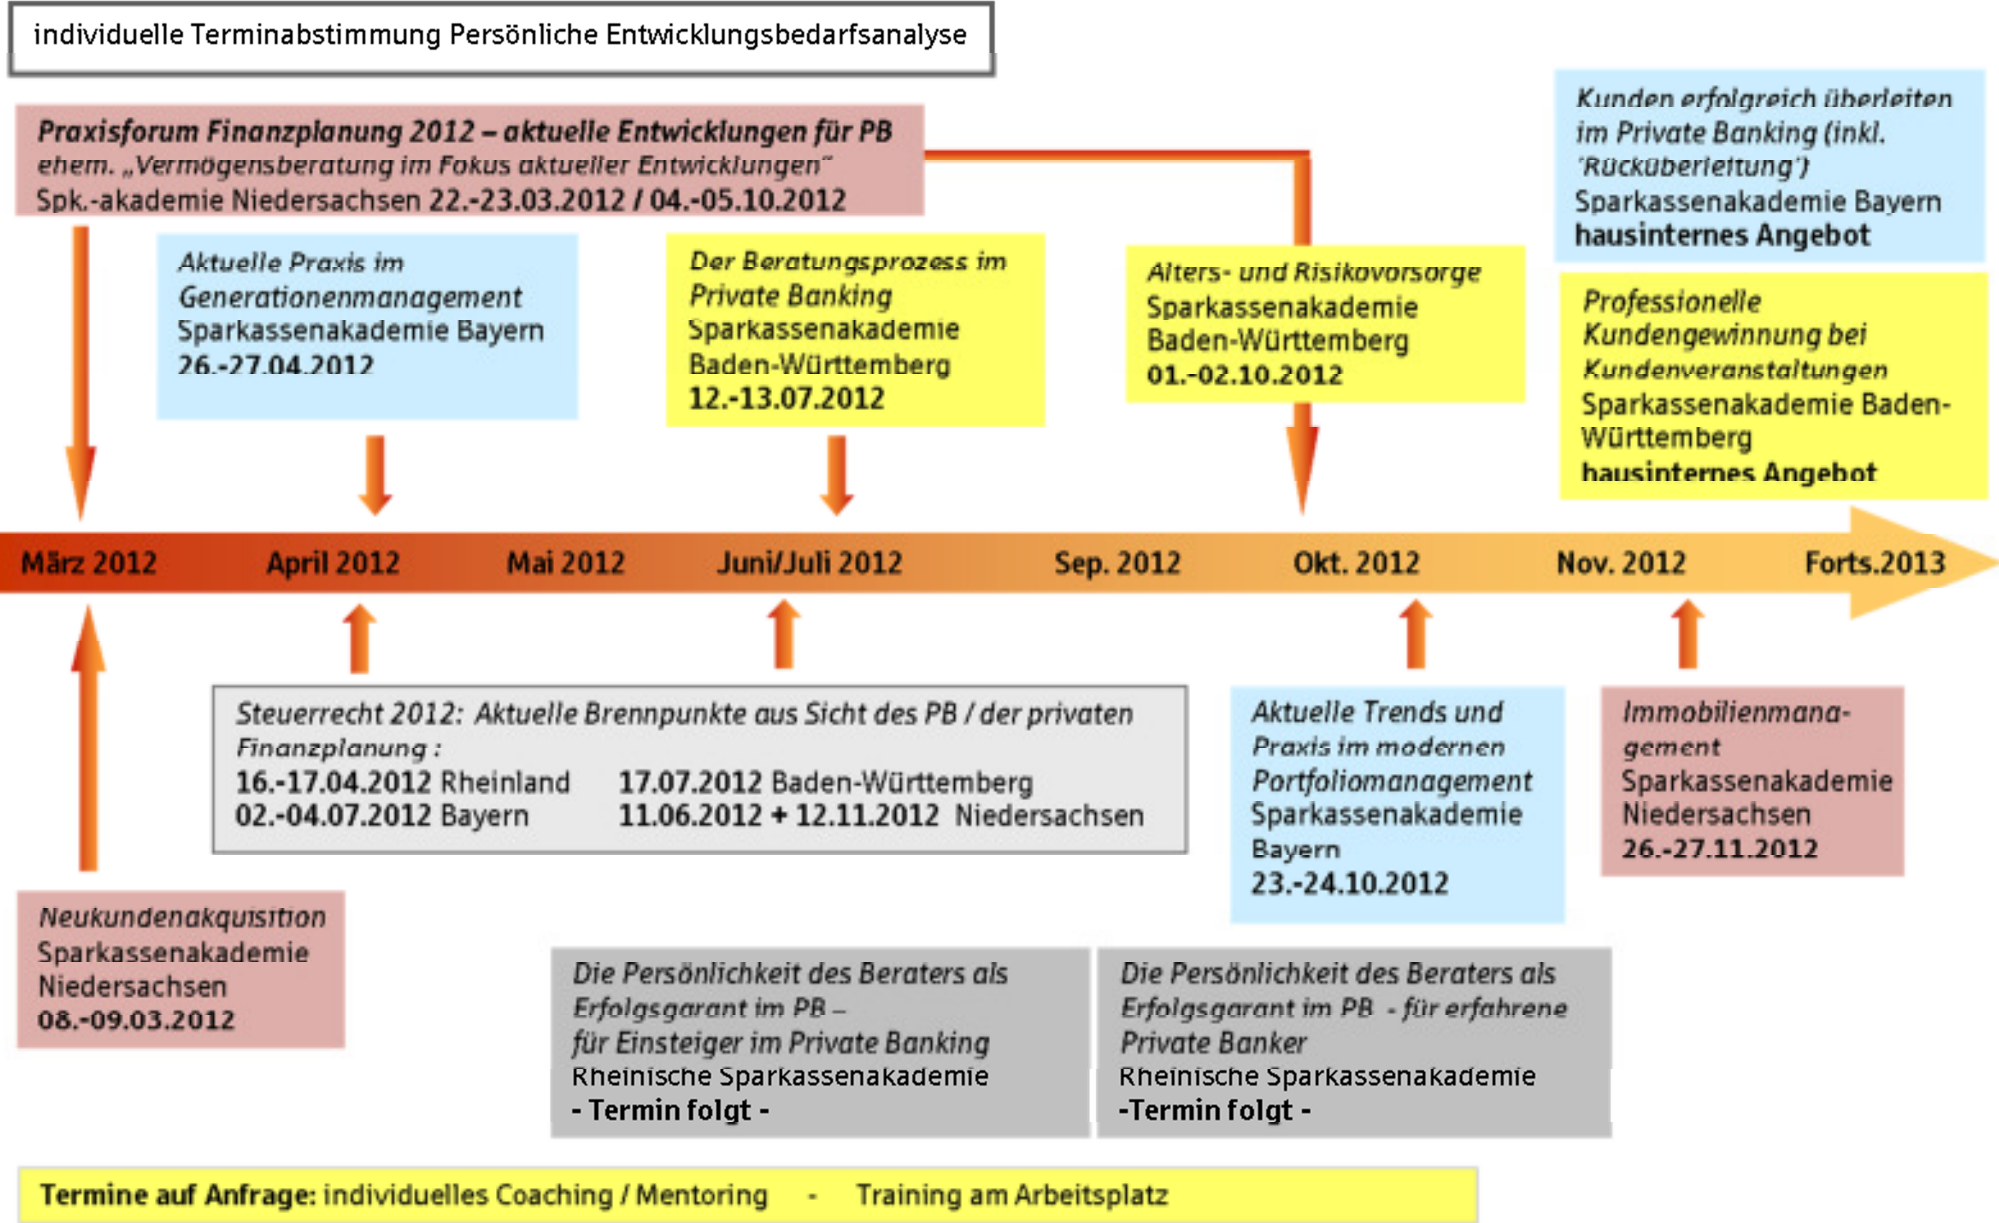 individuelle Terminabstimmung Persönliche Entwicklungsbedarfsanalyse
Praxisforum Finanzplanung 2012 – aktuelle Entwicklungen für PB
ehem. „Vermögensberatung im Fokus aktueller Entwicklungen“
Spk.-akademie Niedersachsen 22.-23.03.2012 / 04.-05.10.2012
Aktuelle Praxis im
Generationenmanagement
Sparkassenakademie Bayern
26.-27.04.2012
Der Beratungsprozess im
Private Banking
Sparkassenakademie
Baden-Württemberg
12.-13.07.2012
Alters- und Risikovorsorge
Sparkassenakademie
Baden-Württemberg
01.-02.10.2012
Kunden erfolgreich überleiten
im Private Banking (inkl.
'Rücküberleitung')
Sparkassenakademie Bayern
hausinternes Angebot
Professionelle
Kundengewinnung bei
Kundenveranstaltungen
Sparkassenakademie Baden-
Württemberg
hausinternes Angebot
März 2012 April 2012 Mai 2012 Juni/Juli 2012 Sep. 2012 Okt. 2012 Nov. 2012 Forts.2013
Steuerrecht 2012: Aktuelle Brennpunkte aus Sicht des PB / der privaten
Finanzplanung :
16.-17.04.2012 Rheinland 17.07.2012 Baden-Württemberg
02.-04.07.2012 Bayern 11.06.2012 + 12.11.2012 Niedersachsen
Aktuelle Trends und
Praxis im modernen
Portfoliomanagement
Sparkassenakademie
Bayern
23.-24.10.2012
Immobilienmana-
gement
Sparkassenakademie
Niedersachsen
26.-27.11.2012
Neukundenakquisition
Sparkassenakademie
Niedersachsen
08.-09.03.2012
Die Persönlichkeit des Beraters als
Erfolgsgarant im PB –
für Einsteiger im Private Banking
Rheinische Sparkassenakademie
- Termin folgt -
Die Persönlichkeit des Beraters als
Erfolgsgarant im PB - für erfahrene
Private Banker
Rheinische Sparkassenakademie
-Termin folgt -
Termine auf Anfrage: individuelles Coaching / Mentoring - Training am Arbeitsplatz